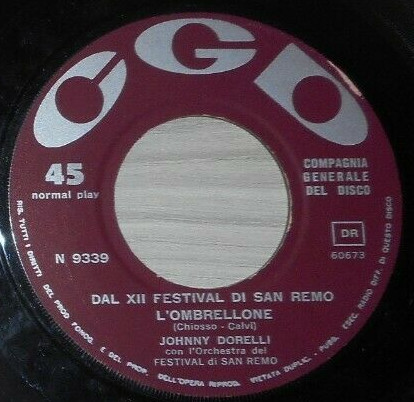 CGD
45
normal play
COMPAGNIA
GENERALE
DEL DISCO
DR
60673
N 9339
DAL XII FESTIVAL DI SAN REMO
L'OMBRELLONE
(Chiosso - Calvi)
JOHNNY DORELLI
con l'Orchestra del
FESTIVAL di SAN REMO
RIS. TUTTI I DIRITTI DEL PROD FONOG. E DEL PROP. DELL'OPERA RIPROD. - VIETATA DUPLIC. - PUBBL. ESEC. RADIO DIFF. DI QUESTO DISCO